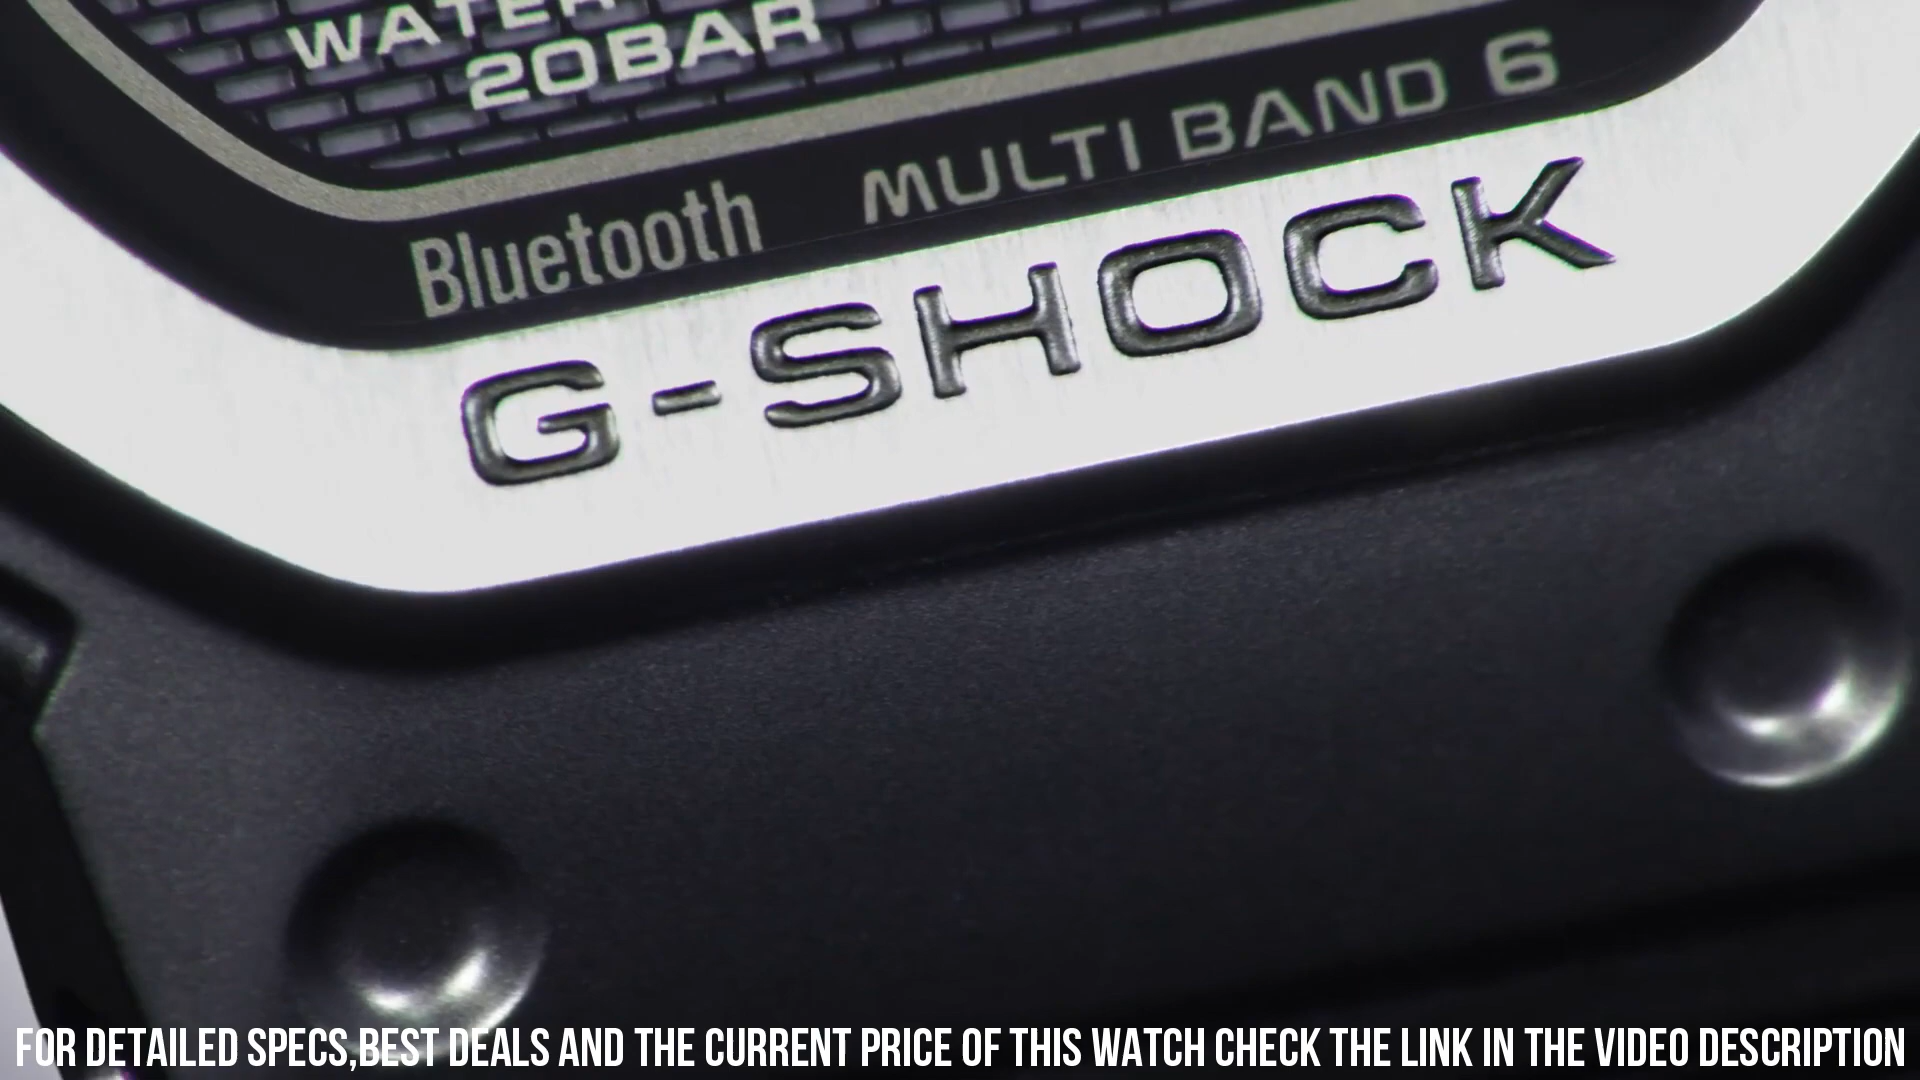 WATER
20BAR
Bluetooth MULTI BAND 6
G-SHOCK
FOR DETAILED SPECS,BEST DEALS AND THE CURRENT PRICE OF THIS WATCH CHECK THE LINK IN THE VIDEO DESCRIPTION